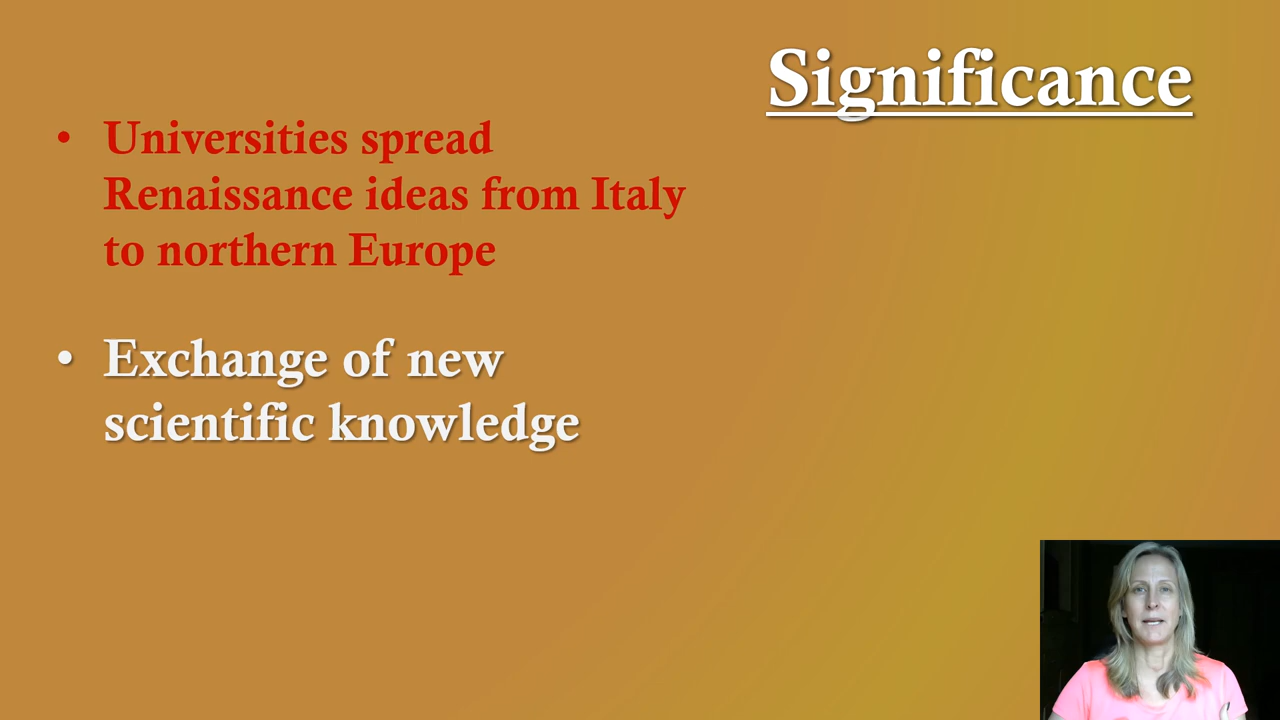 Significance
• Universities spread
Renaissance ideas from Italy
to northern Europe
• Exchange of new
scientific knowledge